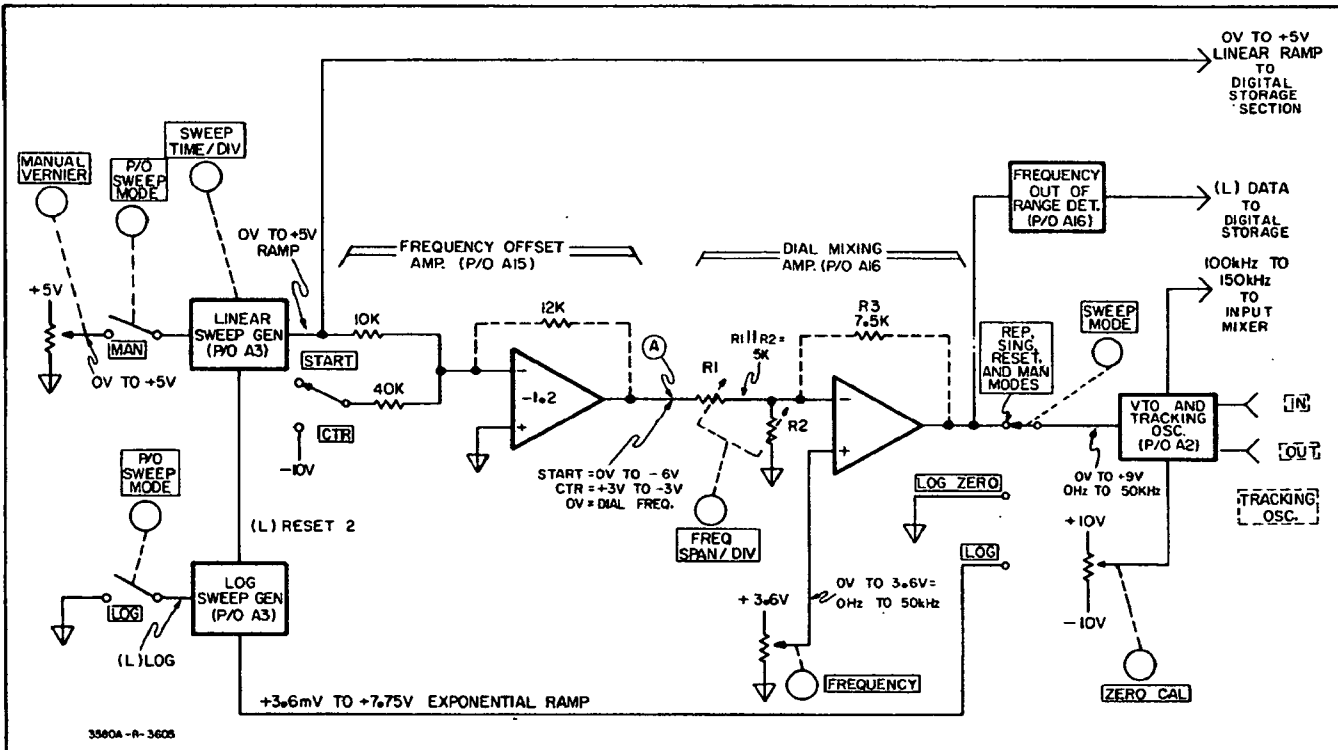 0V TO +5V
LINEAR RAMP
TO
DIGITAL
STORAGE
SECTION
SWEEP
TIME/DIV
MANUAL
VERNIER
P/O
SWEEP
MODE
FREQUENCY
OUT OF
RANGE DET.
(P/O A16)
(L) DATA
TO
DIGITAL
STORAGE
0V TO +5V
RAMP
FREQUENCY OFFSET
AMP. (P/O A15)
DIAL MIXING
AMP. (P/O A16
100kHz TO
150kHz
TO
INPUT
MIXER
+5V
LINEAR
SWEEP GEN
(P/O A3)
10K
12K
R3
7.5K
REP,
SING,
RESET,
AND MAN
MODES
SWEEP
MODE
MAN
0V TO +5V
START
40K
CTR
-10V
-1.2
-
+
A
R1
R1||R2=
5K
R2
-
+
VTO AND
TRACKING
OSC.
(P/O A2)
IN
OUT
TRACKING
OSC.
START =0V TO -6V
CTR = +3V TO -3V
0V = DIAL FREQ.
0V TO +9V
0Hz TO 50KHz
P/O
SWEEP
MODE
(L) RESET 2
FREQ
SPAN/DIV
LOG ZERO
LOG
+10V
-10V
LOG
LOG
SWEEP GEN
(P/O A3)
(L)LOG
+3.6V
0V TO 3.6V=
0Hz TO 50kHz
FREQUENCY
ZERO CAL
+3.6mV TO +7.75V EXPONENTIAL RAMP
3580A-R-3605